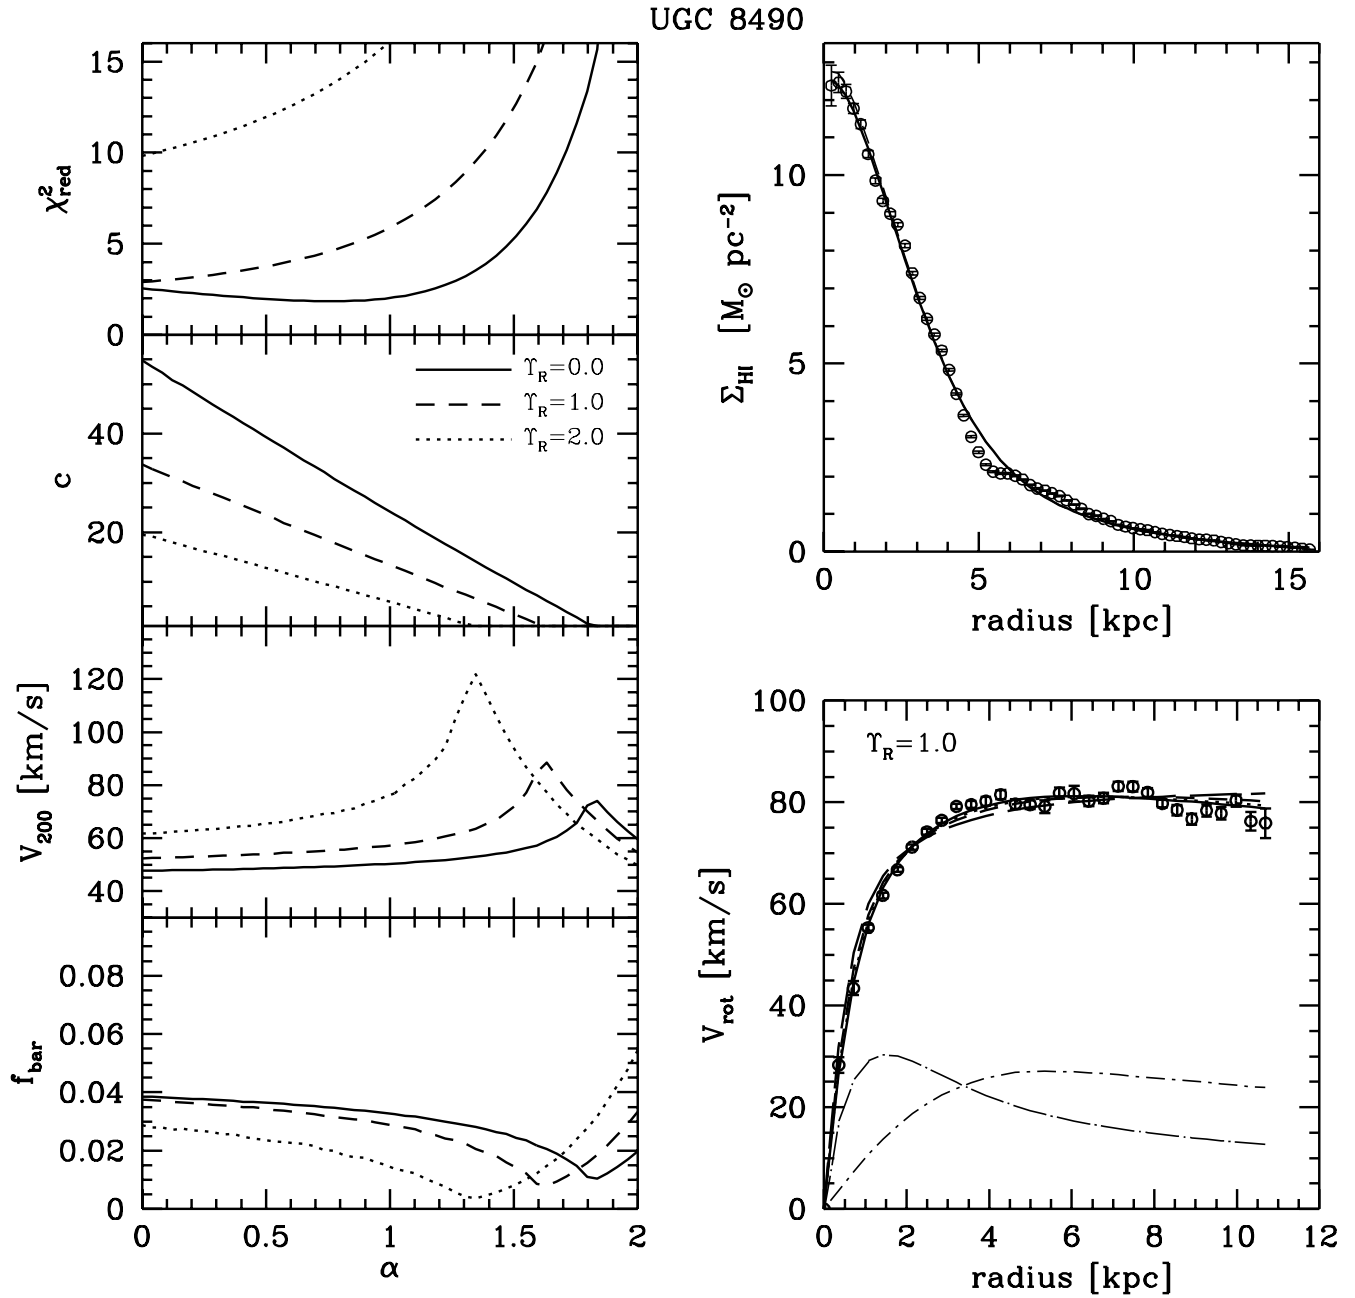 UGC 8490
15
10
5
0
χ²red
40
20
c
ϒR=0.0
ϒR=1.0
ϒR=2.0
120
100
80
60
40
V200 [km/s]
0.08
0.06
0.04
0.02
0
fbar
0 0.5 1 1.5 2
α
10
5
0
ΣHI [M⊙ pc−2]
0 5 10 15
radius [kpc]
100
80
60
40
20
0
Vrot [km/s]
ϒR=1.0
0 2 4 6 8 10 12
radius [kpc]